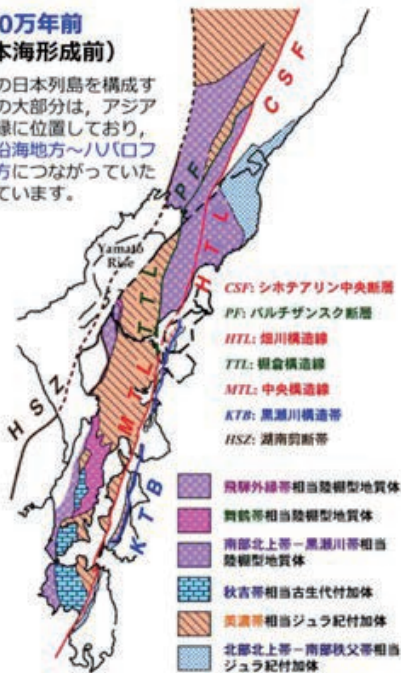 0万年前
本海形成前）
の日本列島を構成す
の大部分は，アジア
縁に位置しており，
沿海地方～ハバロフ
方につながっていた
ています。
CSF
PF
Yamato
Rise
HTL
TTL
HSZ
MTL
KTB
CSF: シホテアリン中央断層
PF: パルチザンスク断層
HTL: 畑川構造線
TTL: 棚倉構造線
MTL: 中央構造線
KTB: 黒瀬川構造帯
HSZ: 湖南剪断帯
飛騨外縁帯相当陸棚型地質体
舞鶴帯相当陸棚型地質体
南部北上帯－黒瀬川帯相当
陸棚型地質体
秋吉帯相当古生代付加体
美濃帯相当ジュラ紀付加体
北部北上帯－南部秩父帯相当
ジュラ紀付加体